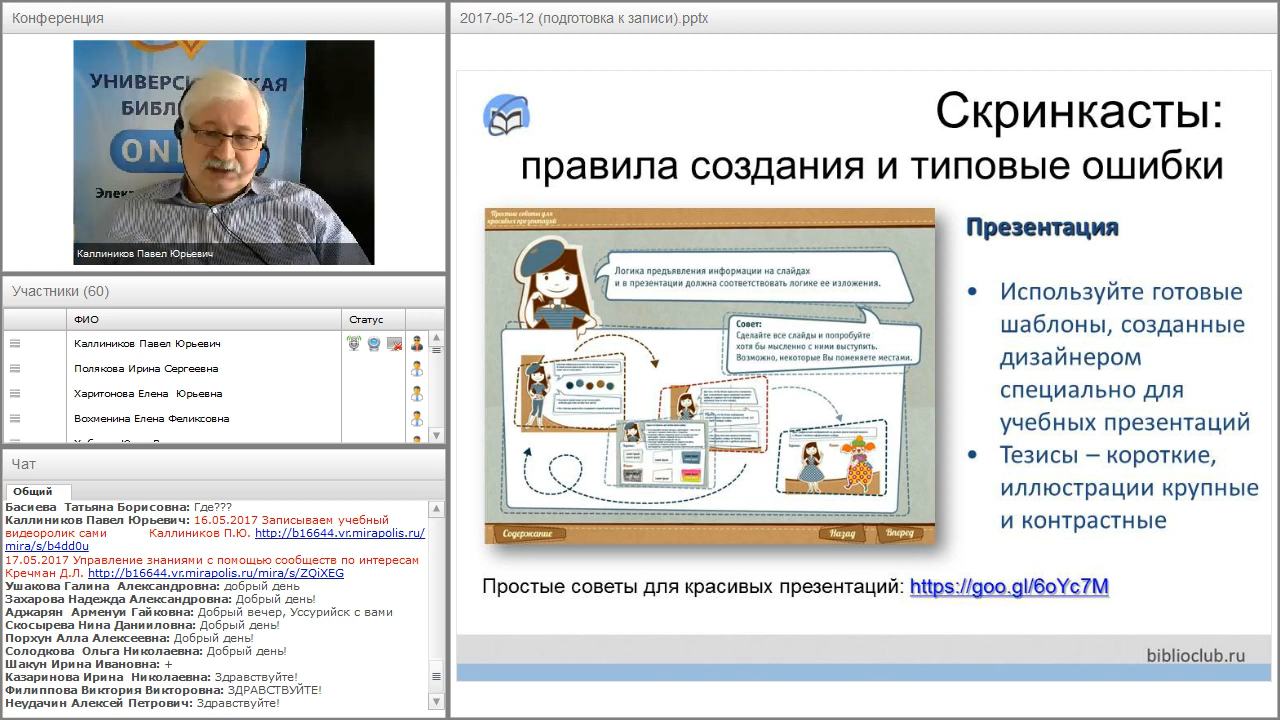 Конференция
УНИВЕРС КАЯ
БИБЛ
ON
Элект
Каллиников Павел Юрьевич
Участники (60)
ФИО
Статус
Каллиников Павел Юрьевич
Полякова Ирина Сергеевна
Харитонова Елена Юрьевна
Елена Фаликовна
Чат
Общий
Басиева Татьяна Борисовна: Где???
Каллиников Павел Юрьевич: 16.05.2017 Записываем учебный
видеоролик сами Каллиников П.Ю. http://b16644.vr.mirapolis.ru/
mira/s/b4dd0u
17.05.2017 Управление знаниями с помощью сообществ по интересам
Кречман Д.Л. http://b16644.vr.mirapolis.ru/mira/s/ZQiXEG
Ушакова Галина Александровна: добрый день
Захарова Надежда Александровна: Добрый день!
Аджарян Арменуи Гайковна: Добрый вечер, Уссурийск с вами
Скосырева Нина Данииловна: Добрый день!
Порхун Алла Алексеевна: Добрый день!
Солодкова Ольга Николаевна: Добрый день!
Шакун Ирина Ивановна: +
Казаринова Ирина Николаевна: Здравствуйте!
Филиппова Виктория Викторовна: ЗДРАВСТВУЙТЕ!
Неудачин Алексей Петрович: Здравствуйте!
2017-05-12 (подготовка к записи).pptx
Скринкасты:
правила создания и типовые ошибки
Простые советы для
красивых презентаций
Логика предъявления информации на слайдах
и в презентации должна соответствовать логике ее изложения.
Совет:
Сделайте все слайды и попробуйте
хотя бы мысленно с ними выступить.
Возможно, некоторые Вы поменяете местами.
Содержание
Назад
Вперед
Презентация
• Используйте готовые
шаблоны, созданные
дизайнером
специально для
учебных презентаций
• Тезисы – короткие,
иллюстрации крупные
и контрастные
Простые советы для красивых презентаций: https://goo.gl/6oYc7M
biblioclub.ru